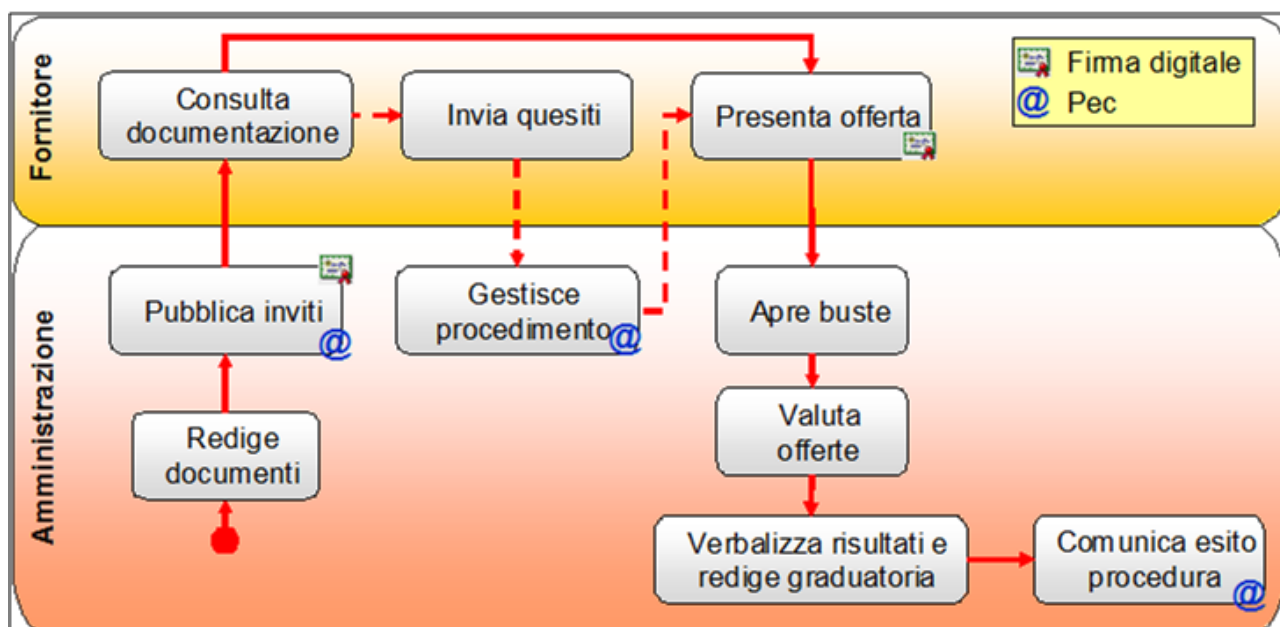 Fornitore
Consulta
documentazione
Invia quesiti
Presenta offerta
Firma digitale
@ Pec
Amministrazione
Pubblica inviti
@
Gestisce
procedimento
@
Apre buste
Redige
documenti
Valuta
offerte
Verbalizza risultati e
redige graduatoria
Comunica esito
procedura
@